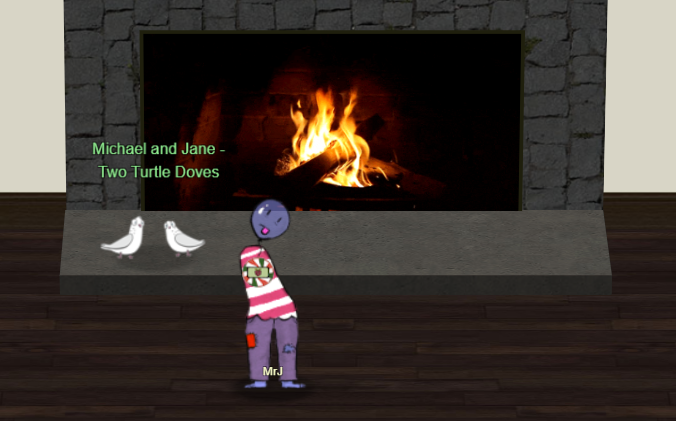 Michael and Jane -
Two Turtle Doves
MrJ